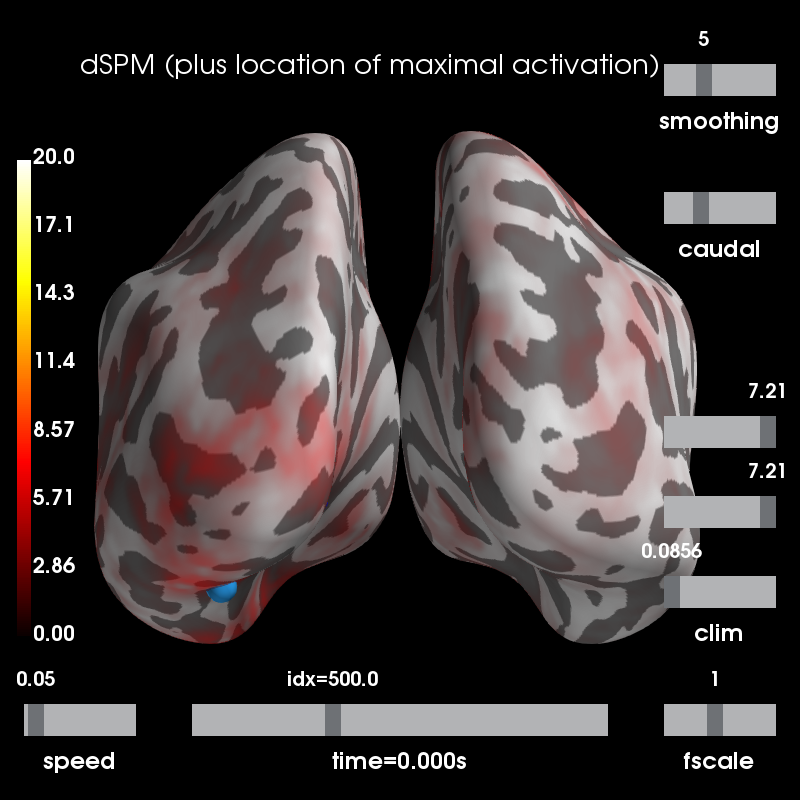 5
dSPM (plus location of maximal activation)
smoothing
20.0
17.1
14.3
11.4
8.57
5.71
2.86
0.00
caudal
7.21
7.21
0.0856
clim
0.05
idx=500.0
1
speed
time=0.000s
fscale